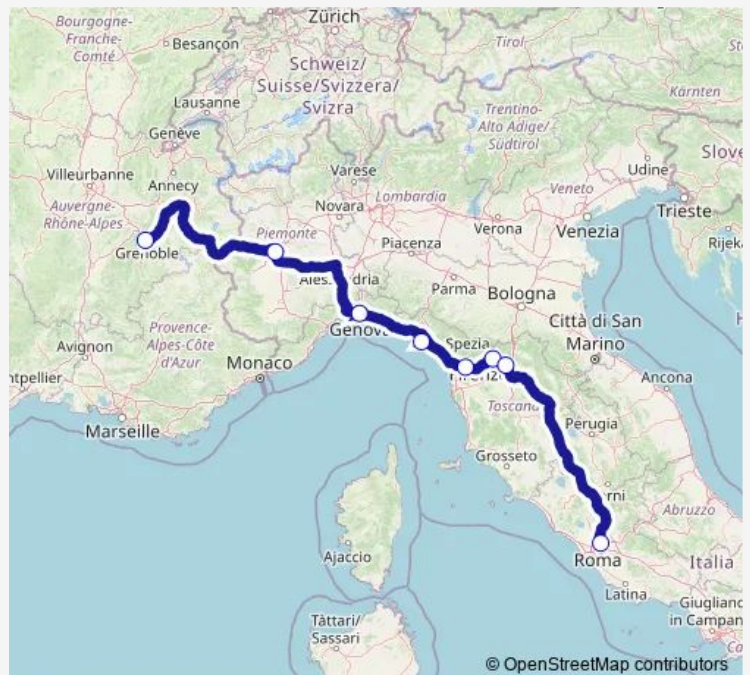 Zürich
Bourgogne-
Franche-
Comté
Besançon
Tirol
Schweiz/
Suisse/Svizzera/
Svizra
Kärnten
Lausanne
Trentino-
Alto Adige/
Südtirol
Genève
Slove
Villeurbanne
Annecy
Varese
Udine
Auvergne-
Rhône-Alpes
Novara
Lombardia
Veneto
Trieste
Verona
Venezia
Piemonte
Piacenza
Rijek
Grenoble
Parma
Bologna
Genova
Città di San
Marino
Provence-
Alpes-Côte
d'Azur
Spezia
Avignon
Monaco
ntpellier
Ancona
Toscana
Marseille
Perugia
Grosseto
rni
Abruzzo
Ajaccio
Roma
Italia
Latina
Giuglianc
in Campan
Tàttari/
Sassari
© OpenStreetMap contributors